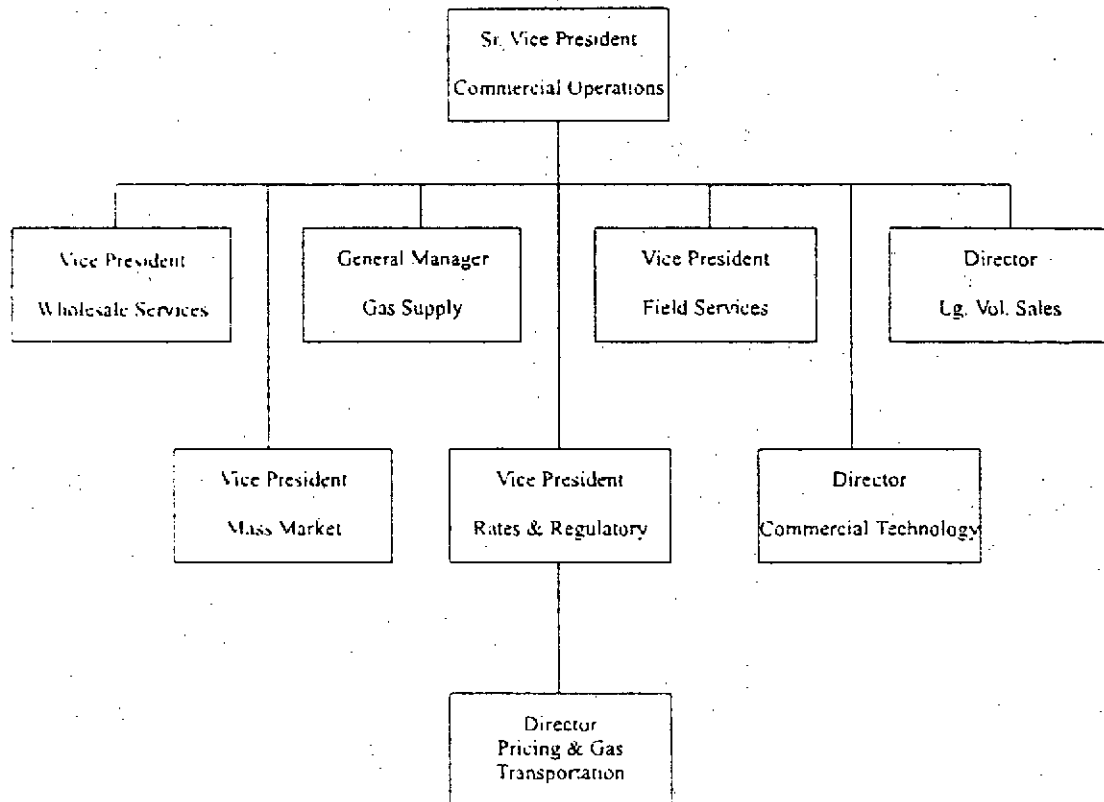 Sr. Vice President
Commercial Operations
Vice President
Wholesale Services
General Manager
Gas Supply
Vice President
Field Services
Director
Lg. Vol. Sales
Vice President
Mass Market
Vice President
Rates & Regulatory
Director
Commercial Technology
Director
Pricing & Gas
Transportation